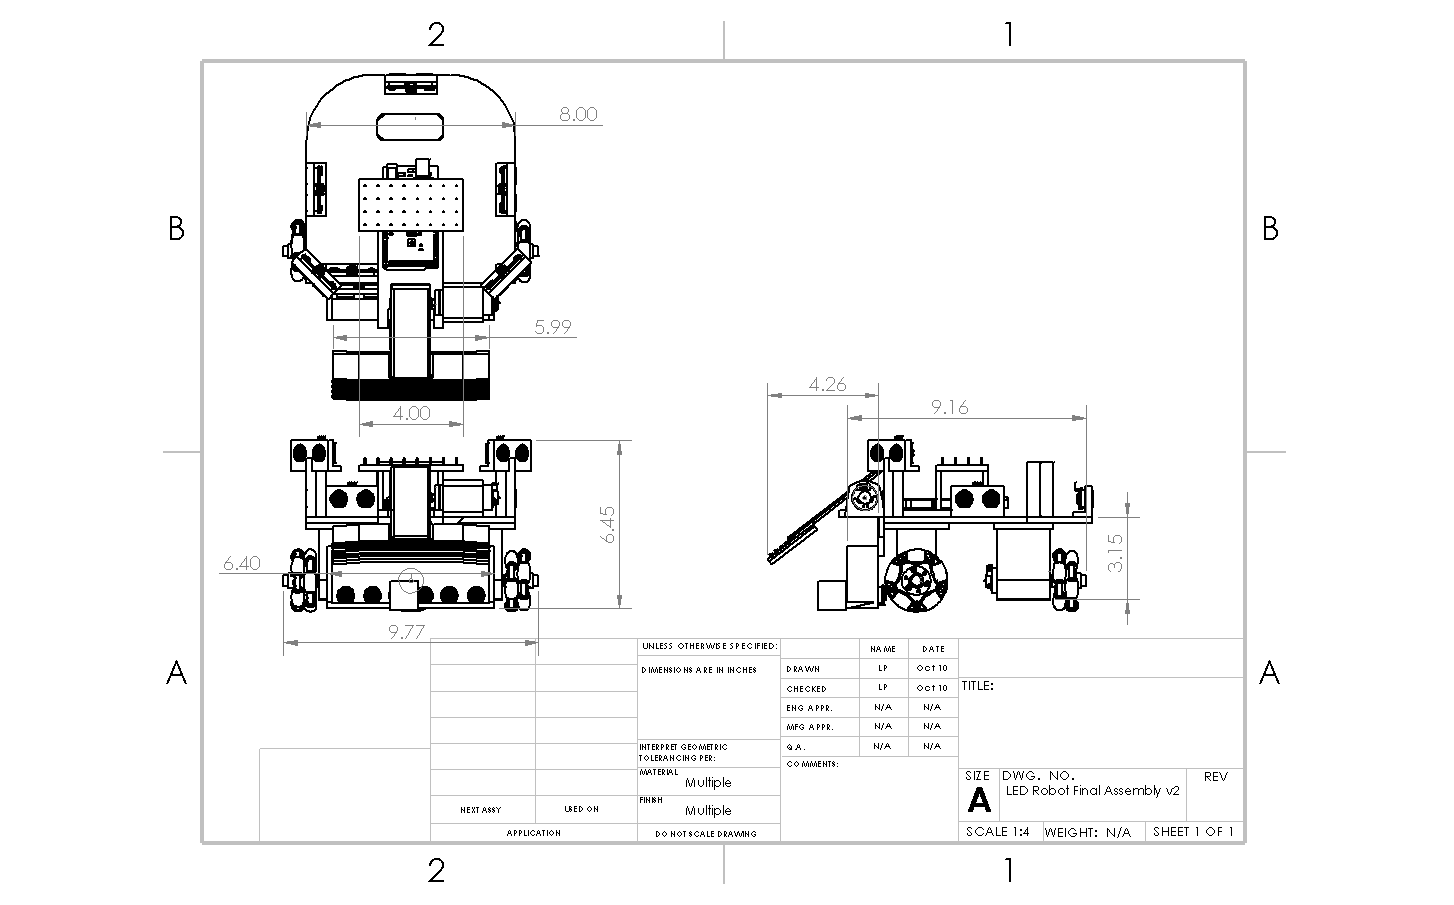 2 1
8.00
B B
5.99
4.00
4.26
9.16
6.45
3.15
6.40
9.77
A A
UNLESS OTHERWISE SPECIFIED:
NAME DATE
DIMENSIONS ARE IN INCHES
DRAWN LP Oct 10
CHECKED LP Oct 10
TITLE:
ENG APPR. N/A N/A
MFG APPR. N/A N/A
Q.A. N/A N/A
INTERPRET GEOMETRIC
TOLERANCING PER:
COMMENTS:
MATERIAL
Multiple
SIZE DWG. NO. REV
A LED Robot Final Assembly v2
FINISH
Multiple
NEXT ASSY USED ON
APPLICATION DO NOT SCALE DRAWING
SCALE 1:4 WEIGHT: N/A SHEET 1 OF 1
2 1